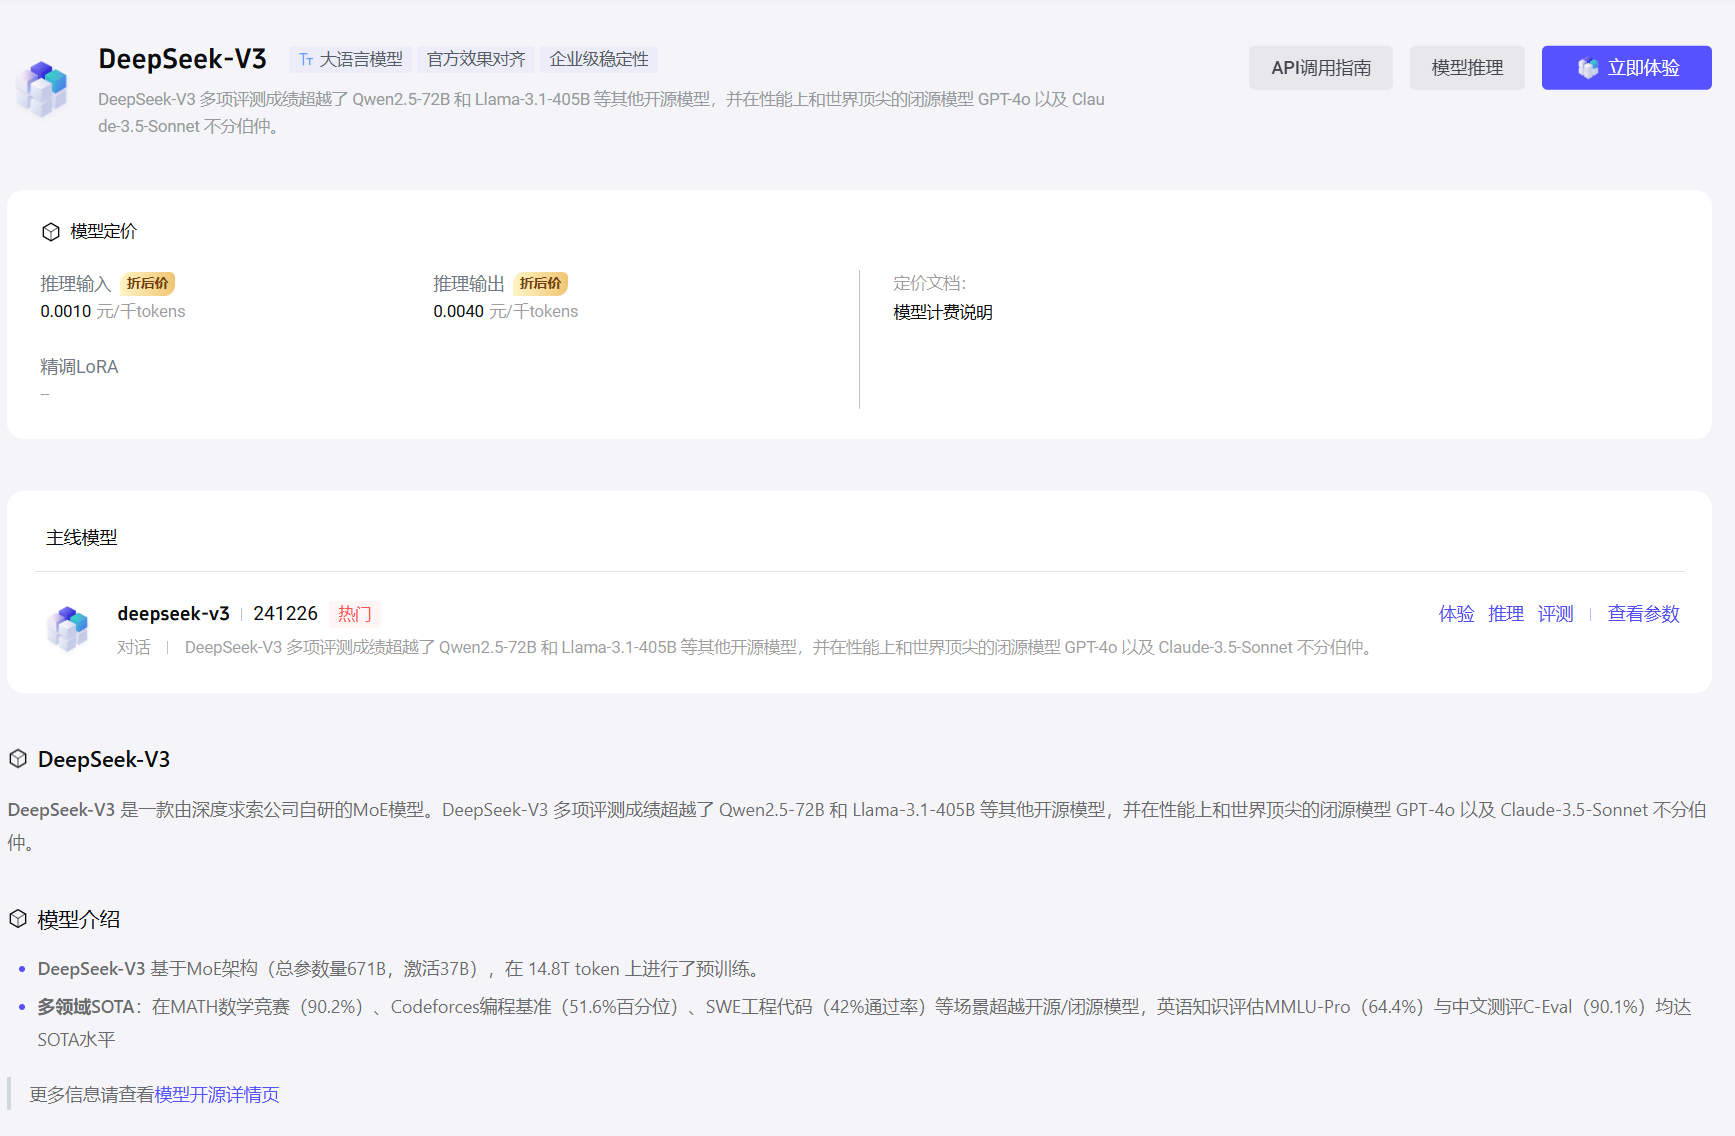 DeepSeek-V3 Tт 大语言模型 官方效果对齐 企业级稳定性
API调用指南 模型推理 立即体验
DeepSeek-V3 多项评测成绩超越了 Qwen2.5-72B 和 Llama-3.1-405B 等其他开源模型，并在性能上和世界顶尖的闭源模型 GPT-4o 以及 Clau
de-3.5-Sonnet 不分伯仲。
模型定价
推理输入 折后价
0.0010 元/千tokens
推理输出 折后价
0.0040 元/千tokens
定价文档：
模型计费说明
精调LoRA
--
主线模型
deepseek-v3 241226 热门
体验 推理 评测 查看参数
对话 DeepSeek-V3 多项评测成绩超越了 Qwen2.5-72B 和 Llama-3.1-405B 等其他开源模型，并在性能上和世界顶尖的闭源模型 GPT-4o 以及 Claude-3.5-Sonnet 不分伯仲。
DeepSeek-V3
DeepSeek-V3 是一款由深度求索公司自研的MoE模型。DeepSeek-V3 多项评测成绩超越了 Qwen2.5-72B 和 Llama-3.1-405B 等其他开源模型，并在性能上和世界顶尖的闭源模型 GPT-4o 以及 Claude-3.5-Sonnet 不分伯
仲。
模型介绍
• DeepSeek-V3 基于MoE架构（总参数量671B，激活37B），在 14.8T token 上进行了预训练。
• 多领域SOTA：在MATH数学竞赛（90.2%）、Codeforces编程基准（51.6%百分位）、SWE工程代码（42%通过率）等场景超越开源/闭源模型，英语知识评估MMLU-Pro（64.4%）与中文测评C-Eval（90.1%）均达
SOTA水平
更多信息请查看模型开源详情页